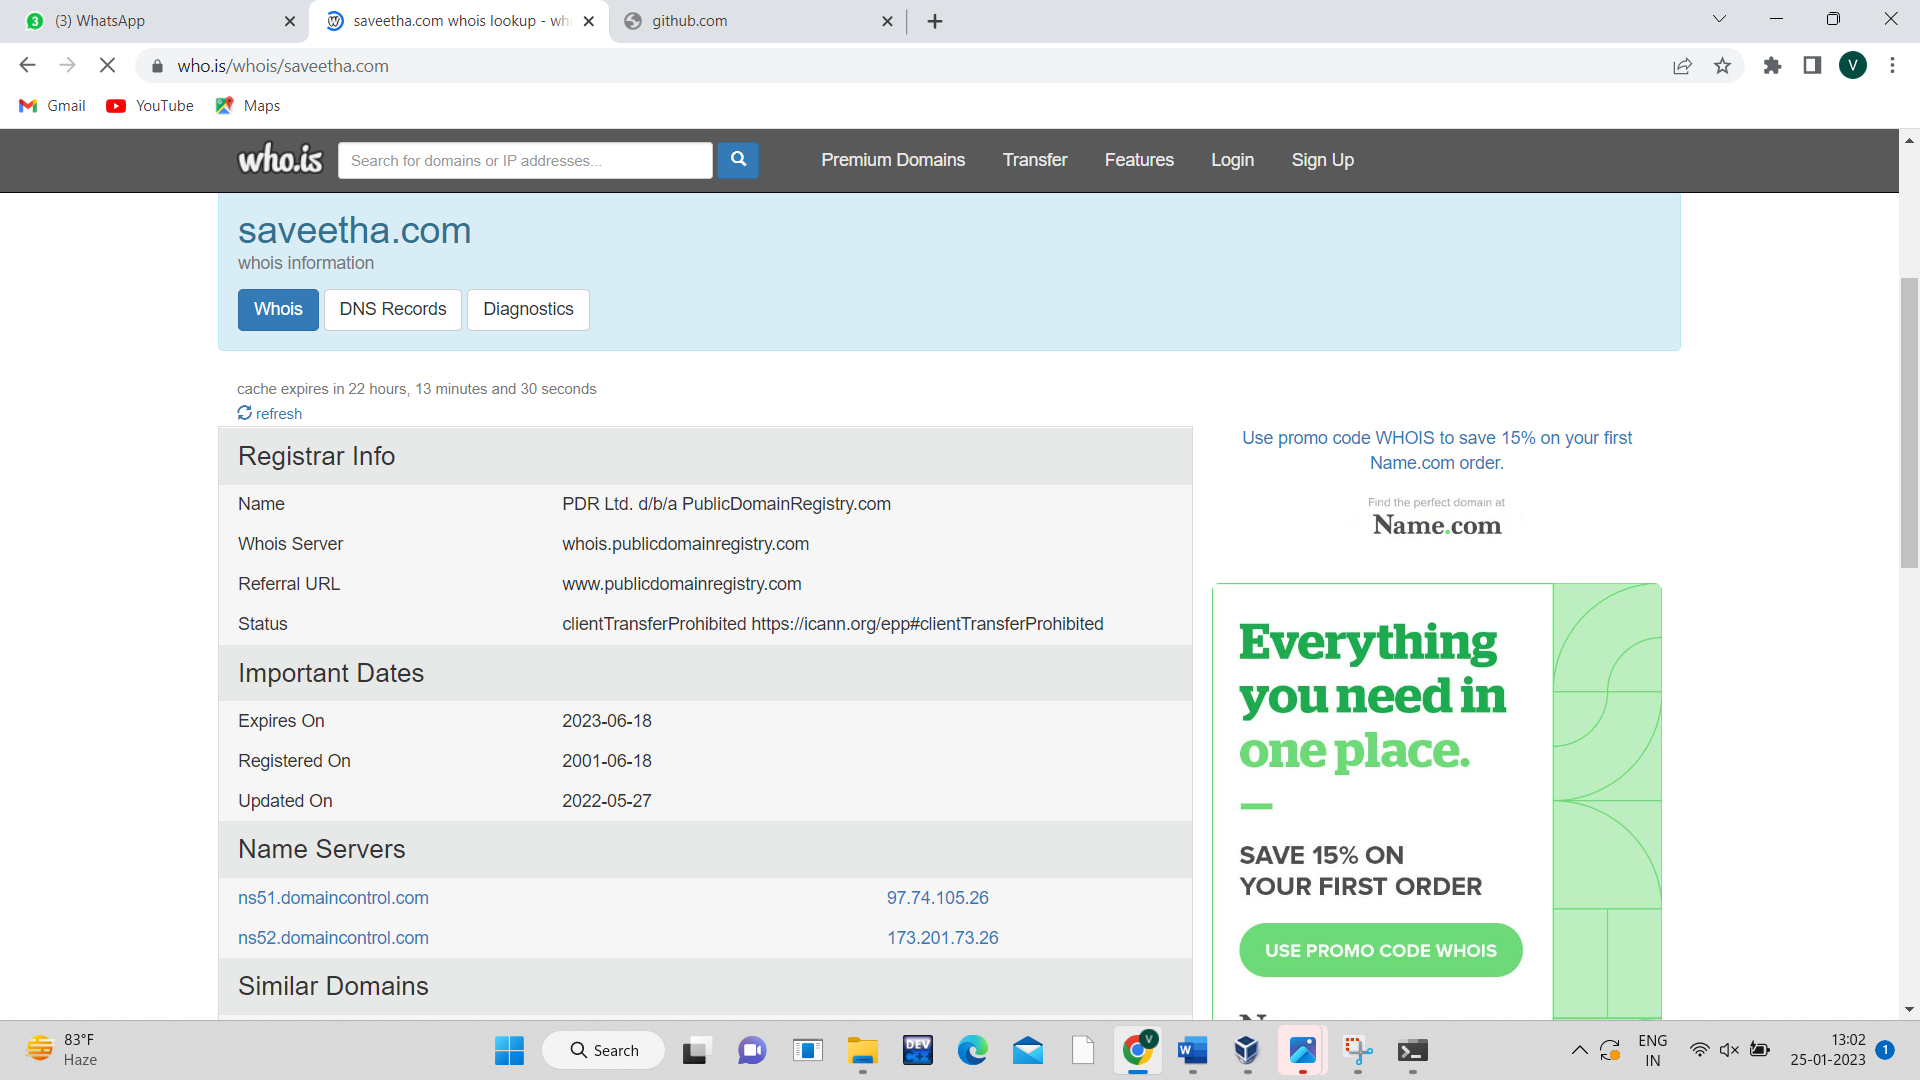 3 (3) WhatsApp
saveetha.com whois lookup - who
github.com
who.is/whois/saveetha.com
V
Gmail YouTube Maps
who.is Search for domains or IP addresses... Premium Domains Transfer Features Login Sign Up
saveetha.com
whois information
Whois DNS Records Diagnostics
cache expires in 22 hours, 13 minutes and 30 seconds
refresh
Registrar Info
Name PDR Ltd. d/b/a PublicDomainRegistry.com
Whois Server whois.publicdomainregistry.com
Referral URL www.publicdomainregistry.com
Status clientTransferProhibited https://icann.org/epp#clientTransferProhibited
Important Dates
Expires On 2023-06-18
Registered On 2001-06-18
Updated On 2022-05-27
Name Servers
ns51.domaincontrol.com 97.74.105.26
ns52.domaincontrol.com 173.201.73.26
Similar Domains
Use promo code WHOIS to save 15% on your first
Name.com order.
Find the perfect domain at
Name.com
Everything
you need in
one place.
SAVE 15% ON
YOUR FIRST ORDER
USE PROMO CODE WHOIS
83°F
Haze
Search
DEV
C++
V
W
ENG
IN
13:02
25-01-2023
1